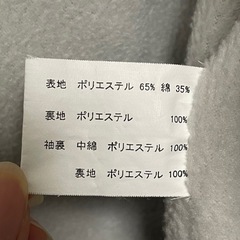 表地 ポリエステル 65% 綿 35%
裏地 ポリエステル 100%
袖裏 中綿 ポリエステル 100%
裏地 ポリエステル 100%